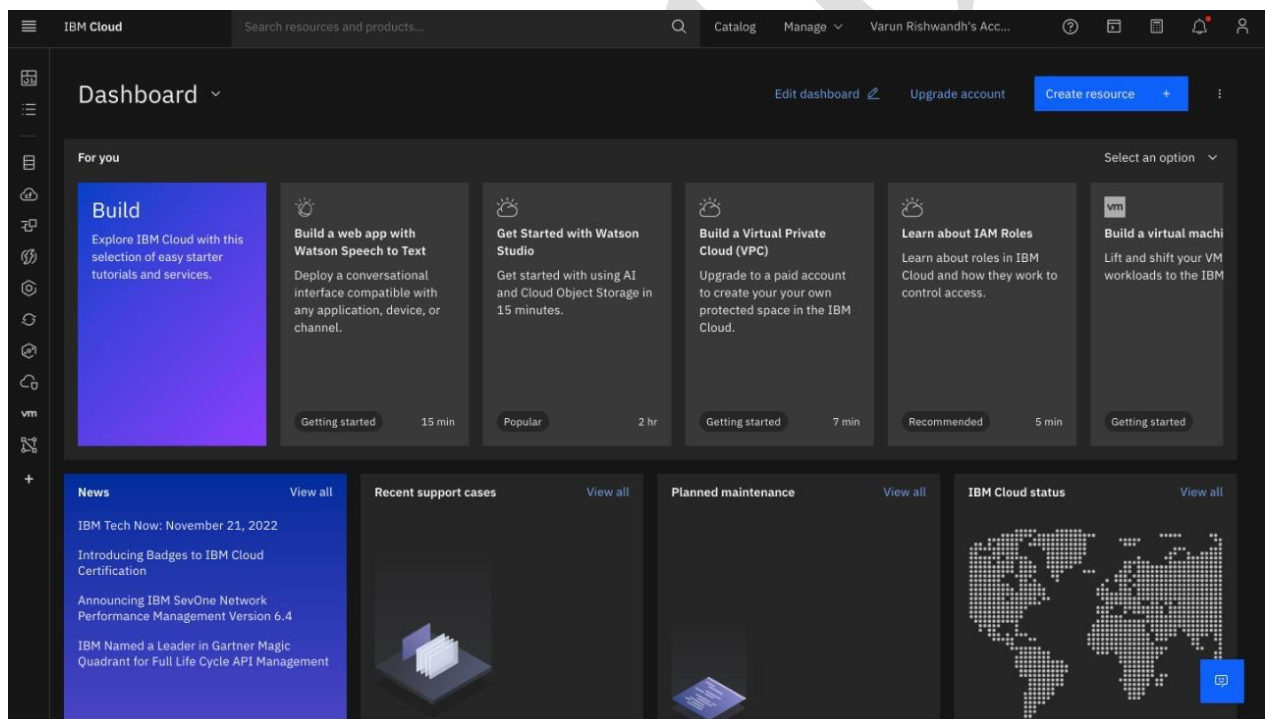 IBM Cloud
Search resources and products...
Catalog
Manage
Varun Rishwandh's Acc...
Dashboard
Edit dashboard
Upgrade account
Create resource +
For you
Select an option
Build
Explore IBM Cloud with this
selection of easy starter
tutorials and services.
Build a web app with
Watson Speech to Text
Deploy a conversational
interface compatible with
any application, device, or
channel.
Getting started
15 min
Get Started with Watson
Studio
Get started with using AI
and Cloud Object Storage in
15 minutes.
Popular
2 hr
Build a Virtual Private
Cloud (VPC)
Upgrade to a paid account
to create your your own
protected space in the IBM
Cloud.
Getting started
7 min
Learn about IAM Roles
Learn about roles in IBM
Cloud and how they work to
control access.
Recommended
5 min
vm
Build a virtual machi
Lift and shift your VM
workloads to the IBM
Getting started
vm
News
View all
IBM Tech Now: November 21, 2022
Introducing Badges to IBM Cloud
Certification
Announcing IBM SevOne Network
Performance Management Version 6.4
IBM Named a Leader in Gartner Magic
Quadrant for Full Life Cycle API Management
Recent support cases
View all
Planned maintenance
View all
IBM Cloud status
View all